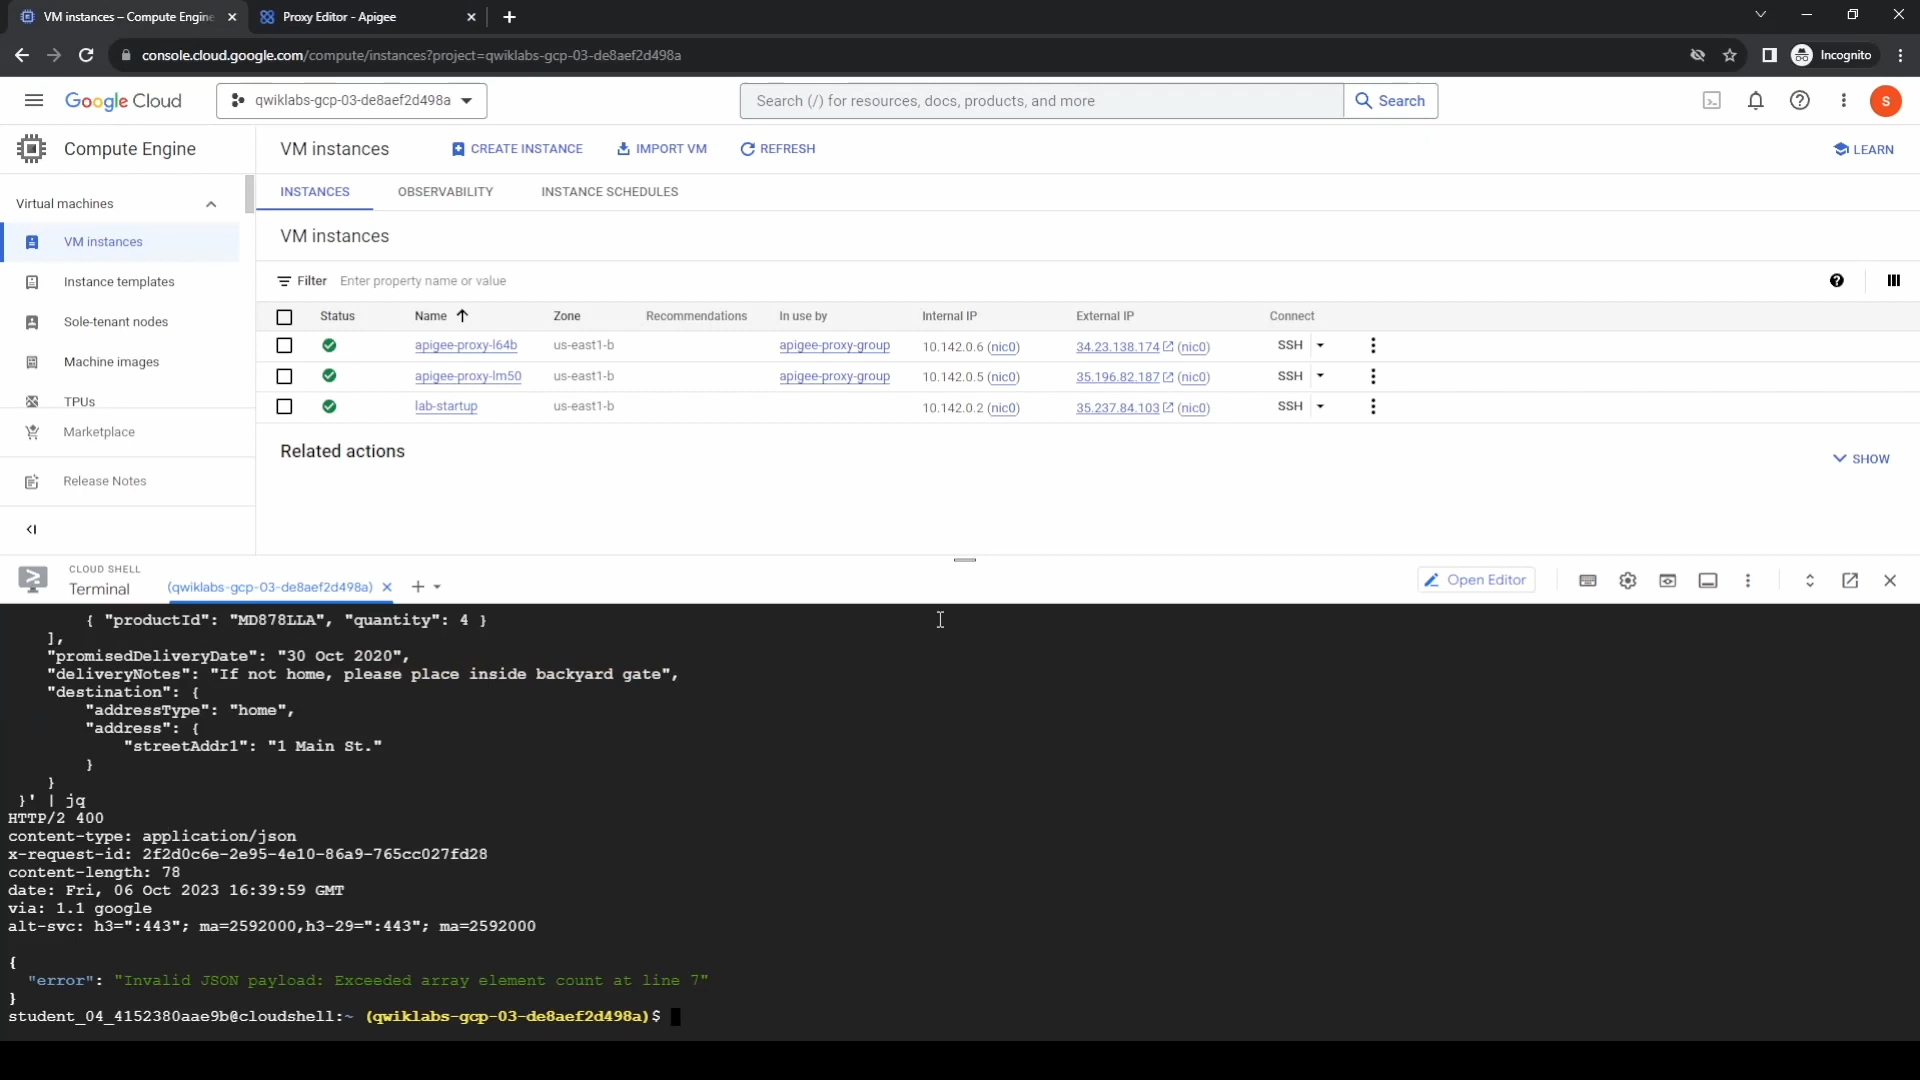 VM instances – Compute Engine
Proxy Editor - Apigee
console.cloud.google.com/compute/instances?project=qwiklabs-gcp-03-de8aef2d498a
Incognito
Google Cloud
qwiklabs-gcp-03-de8aef2d498a
Search (/) for resources, docs, products, and more
Search
S
Compute Engine
VM instances
CREATE INSTANCE
IMPORT VM
REFRESH
LEARN
INSTANCES
OBSERVABILITY
INSTANCE SCHEDULES
Virtual machines
VM instances
Instance templates
Sole-tenant nodes
Machine images
TPUs
Marketplace
Release Notes
VM instances
Filter Enter property name or value
Status Name Zone Recommendations In use by Internal IP External IP Connect
apigee-proxy-l64b us-east1-b apigee-proxy-group 10.142.0.6 (nic0) 34.23.138.174 (nic0) SSH
apigee-proxy-lm50 us-east1-b apigee-proxy-group 10.142.0.5 (nic0) 35.196.82.187 (nic0) SSH
lab-startup us-east1-b 10.142.0.2 (nic0) 35.237.84.103 (nic0) SSH
Related actions
SHOW
CLOUD SHELL
Terminal
(qwiklabs-gcp-03-de8aef2d498a)
Open Editor
{ "productId": "MD878LLA", "quantity": 4 }
],
"promisedDeliveryDate": "30 Oct 2020",
"deliveryNotes": "If not home, please place inside backyard gate",
"destination": {
"addressType": "home",
"address": {
"streetAddr1": "1 Main St."
}
}
}' | jq
HTTP/2 400
content-type: application/json
x-request-id: 2f2d0c6e-2e95-4e10-86a9-765cc027fd28
content-length: 78
date: Fri, 06 Oct 2023 16:39:59 GMT
via: 1.1 google
alt-svc: h3=":443"; ma=2592000,h3-29=":443"; ma=2592000
{
"error": "Invalid JSON payload: Exceeded array element count at line 7"
}
student_04_4152380aae9b@cloudshell:~ (qwiklabs-gcp-03-de8aef2d498a)$